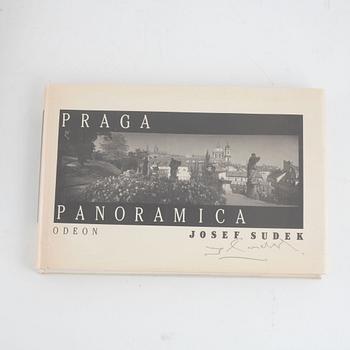 PRAGA
PANORAMICA
ODEON JOSEF SUDEK